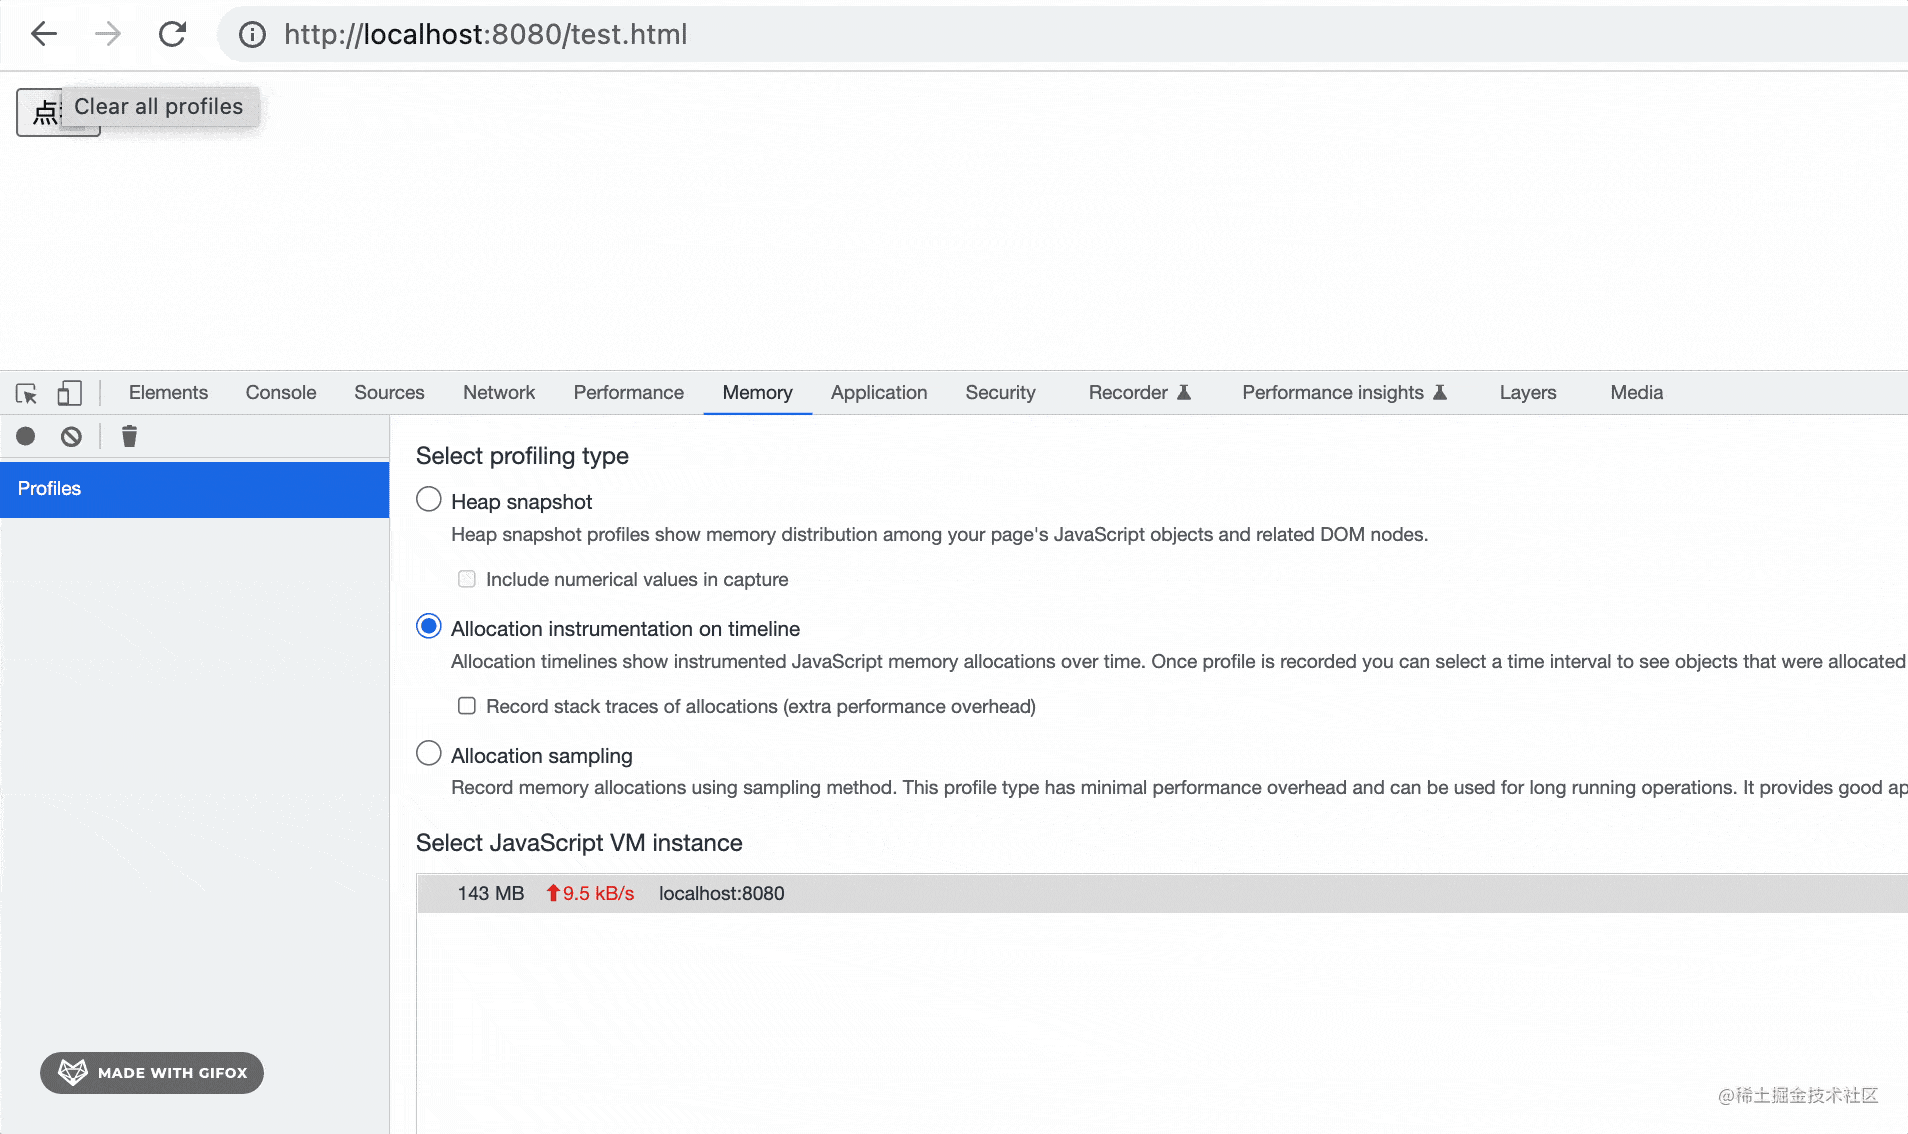 http://localhost:8080/test.html
点
Clear all profiles
Elements Console Sources Network Performance Memory Application Security Recorder Performance insights Layers Media
Profiles
Select profiling type
Heap snapshot
Heap snapshot profiles show memory distribution among your page's JavaScript objects and related DOM nodes.
Include numerical values in capture
Allocation instrumentation on timeline
Allocation timelines show instrumented JavaScript memory allocations over time. Once profile is recorded you can select a time interval to see objects that were allocated
Record stack traces of allocations (extra performance overhead)
Allocation sampling
Record memory allocations using sampling method. This profile type has minimal performance overhead and can be used for long running operations. It provides good ap
Select JavaScript VM instance
143 MB 9.5 kB/s localhost:8080
MADE WITH GIFOX
@稀土掘金技术社区